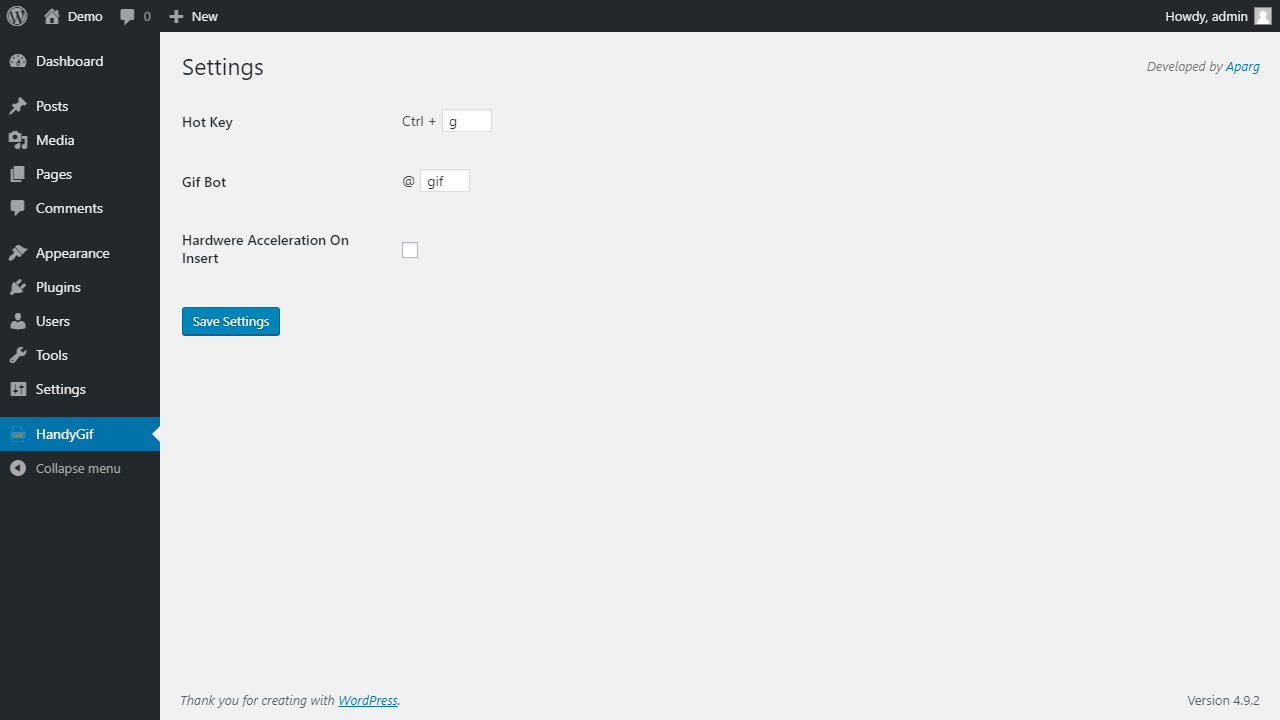 Demo 0 New Howdy, admin
Dashboard
Posts
Media
Pages
Comments
Appearance
Plugins
Users
Tools
Settings
GIF HandyGif
Collapse menu
Settings
Developed by Aparg
Hot Key Ctrl + g
Gif Bot @ gif
Hardwere Acceleration On
Insert
Save Settings
Thank you for creating with WordPress.
Version 4.9.2